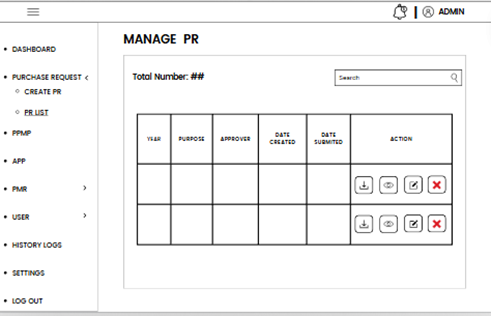 ADMIN
DASHBOARD
PURCHASE REQUEST
CREATE PR
PR LIST
PPMP
APP
PMR
USER
HISTORY LOGS
SETTINGS
LOG OUT
MANAGE PR
Total Number: ##
Search
YEAR PURPOSE APPROVER DATE CREATED DATE SUBMITED ACTION